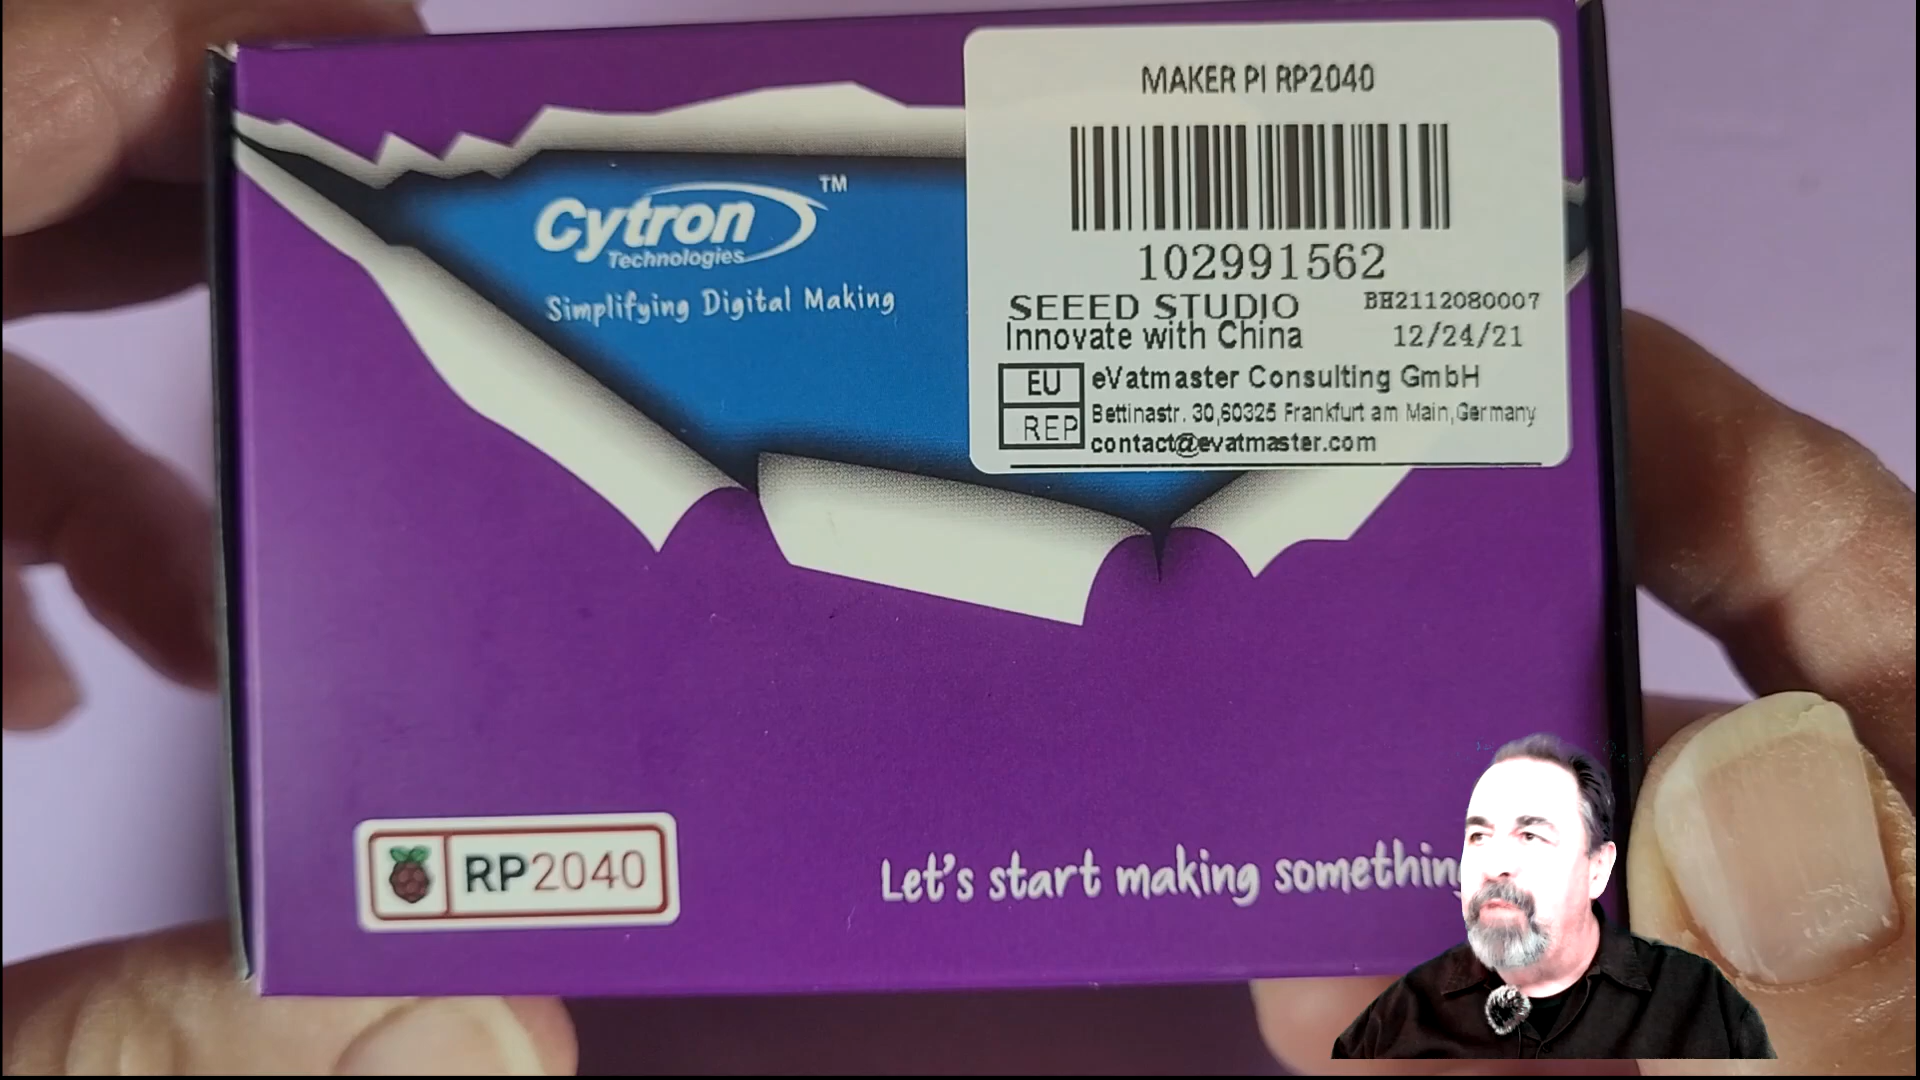 MAKER PI RP2040
Cytron TM
Technologies
Simplifying Digital Making
102991562
SEEED STUDIO BH2112080007
Innovate with China 12/24/21
EU eVatmaster Consulting GmbH
REP Bettinastr. 30,60325 Frankfurt am Main,Germany
contact@evatmaster.com
RP2040
Let's start making something